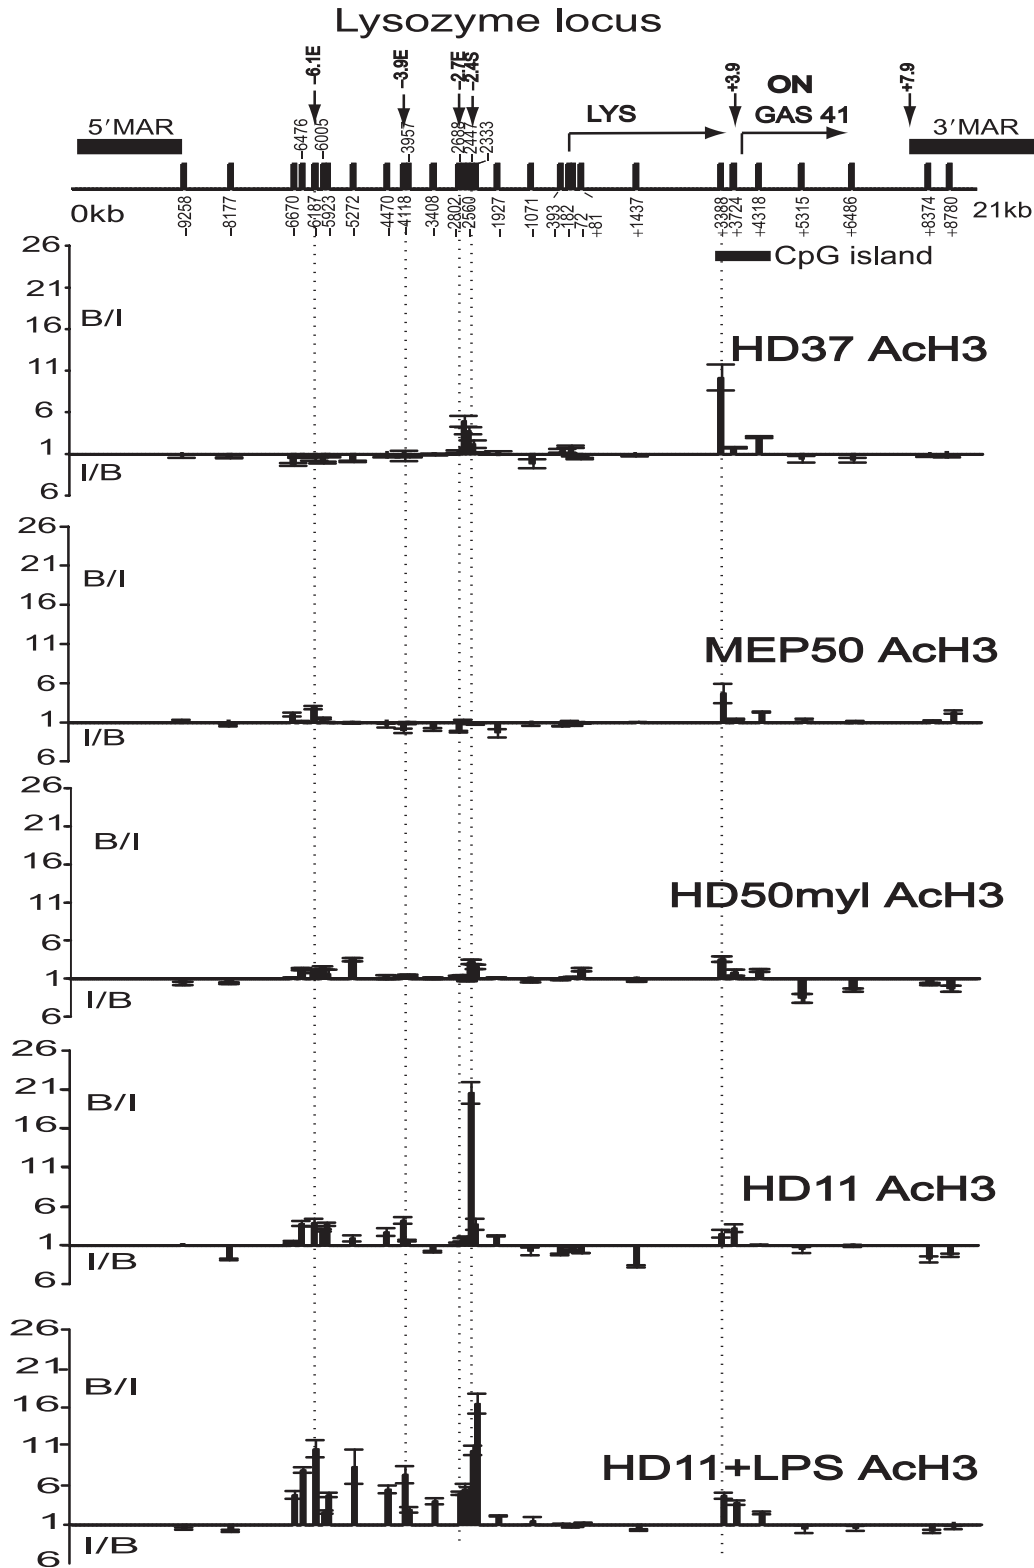 Lysozyme locus
-6.1E
-3.9E
-2.7E
-2.4S
+3.9
ON
+7.9
5'MAR
LYS
GAS 41
3'MAR
-6476
-6005
-3957
-2688
-2447
-2333
0kb
-9258
-8177
-6670
-6187
-5923
-5272
-4470
-4118
-3408
-2802
-2560
-1927
-1071
-393
-182
-72
+81
+1437
+3388
+3724
+4318
+5315
+6486
+8374
+8780
21kb
CpG island
26
21
B/I
16
11
HD37 AcH3
6
1
I/B
6
26
21
B/I
16
11
MEP50 AcH3
6
1
I/B
6
26
21
B/I
16
11
HD50myl AcH3
6
1
I/B
6
26
21
B/I
16
11
HD11 AcH3
6
1
I/B
6
26
21
B/I
16
11
HD11+LPS AcH3
6
1
I/B
6